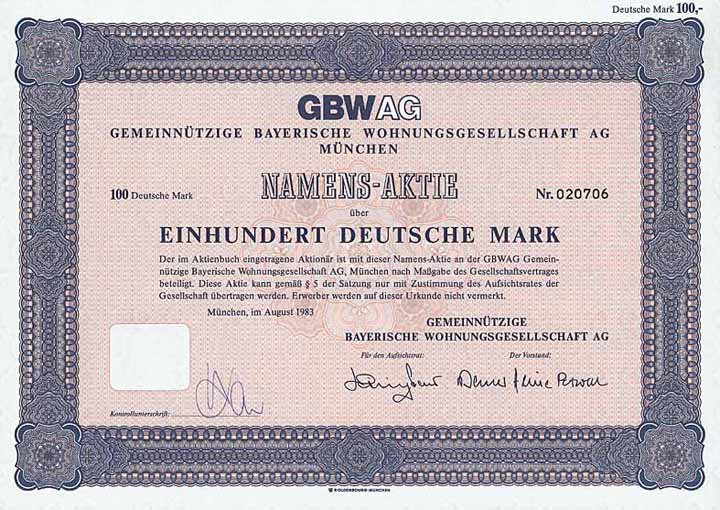 Deutsche Mark 100,-
GBWAG
GEMEINNÜTZIGE BAYERISCHE WOHNUNGSGESELLSCHAFT AG
MÜNCHEN
100 Deutsche Mark
NAMENS-AKTIE
Nr. 020706
über
EINHUNDERT DEUTSCHE MARK
Der im Aktienbuch eingetragene Aktionär ist mit dieser Namens-Aktie an der GBWAG Gemein-
nützige Bayerische Wohnungsgesellschaft AG, München nach Maßgabe des Gesellschaftsvertrages
beteiligt. Diese Aktie kann gemäß § 5 der Satzung nur mit Zustimmung des Aufsichtsrates der
Gesellschaft übertragen werden. Erwerber werden auf dieser Urkunde nicht vermerkt.
München, im August 1983
GEMEINNÜTZIGE
BAYERISCHE WOHNUNGSGESELLSCHAFT AG
Für den Aufsichtsrat:
Der Vorstand:
Kontrollunterschrift:
R. OLDENBOURG · MÜNCHEN